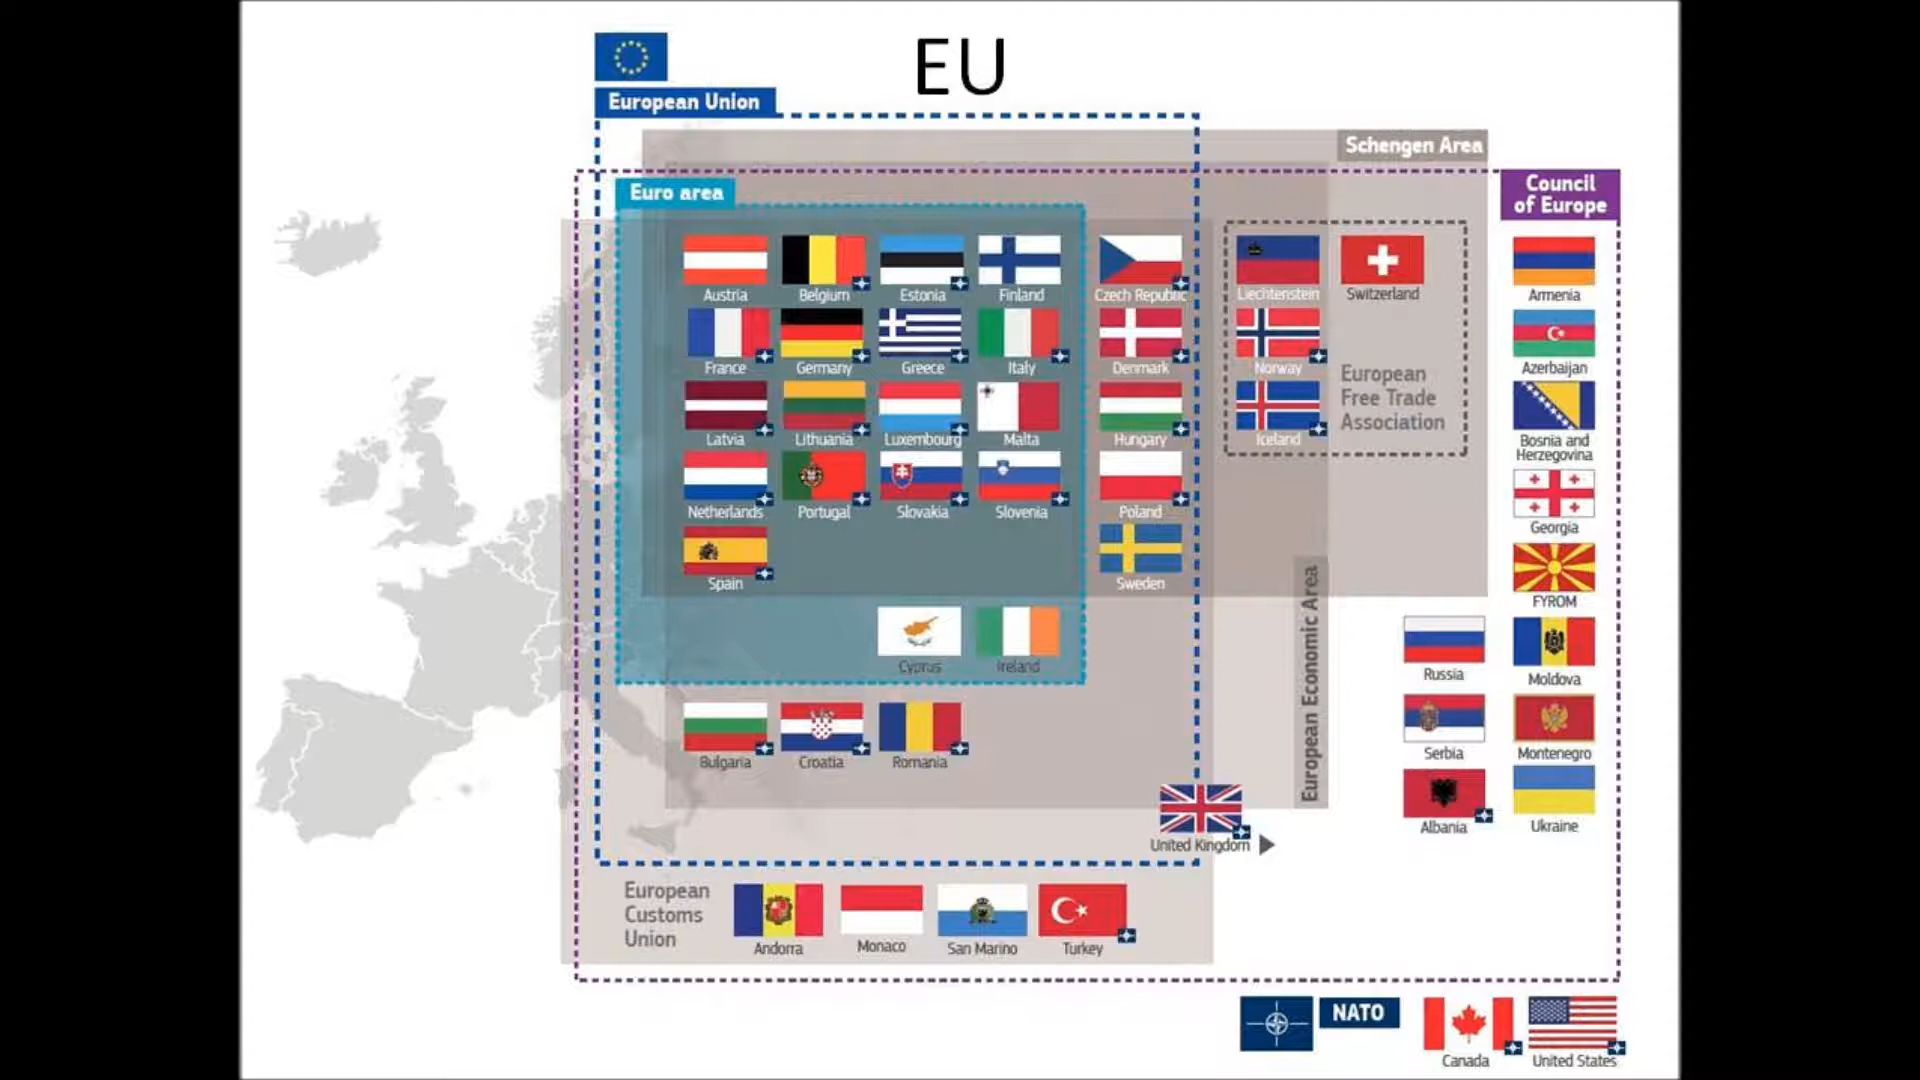 EU
European Union
Schengen Area
Euro area
Council
of Europe
Austria
Belgium
Estonia
Finland
Czech Republic
Liechtenstein
Switzerland
Armenia
France
Germany
Greece
Italy
Denmark
Norway
European
Free Trade
Association
Azerbaijan
Latvia
Lithuania
Luxembourg
Malta
Hungary
Iceland
Bosnia and
Herzegovina
Netherlands
Portugal
Slovakia
Slovenia
Poland
Georgia
Spain
Sweden
European Economic Area
FYROM
Cyprus
Ireland
Russia
Moldova
Bulgaria
Croatia
Romania
Serbia
Montenegro
United Kingdom
Albania
Ukraine
European
Customs
Union
Andorra
Monaco
San Marino
Turkey
NATO
Canada
United States